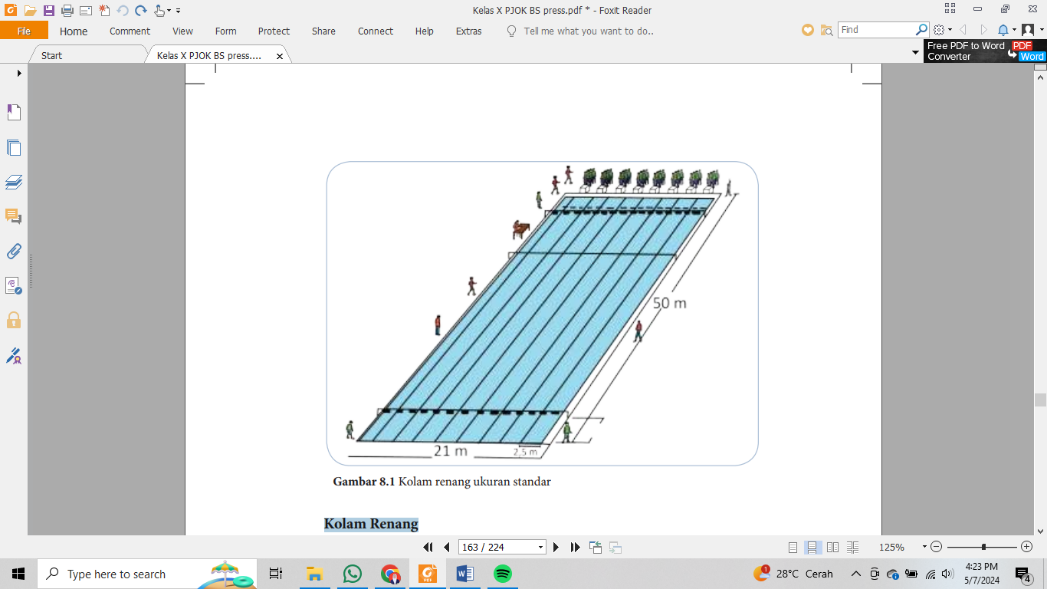 Kelas X PJOK BS press.pdf * - Foxit Reader
File Home Comment View Form Protect Share Connect Help Extras Tell me what you want to do.. Find
Start Kelas X PJOK BS press.... Free PDF to Word Converter PDF Word
50 m
21 m 2,5 m
Gambar 8.1 Kolam renang ukuran standar
Kolam Renang
163 / 224 125%
Type here to search 28°C Cerah 4:23 PM
5/7/2024 4